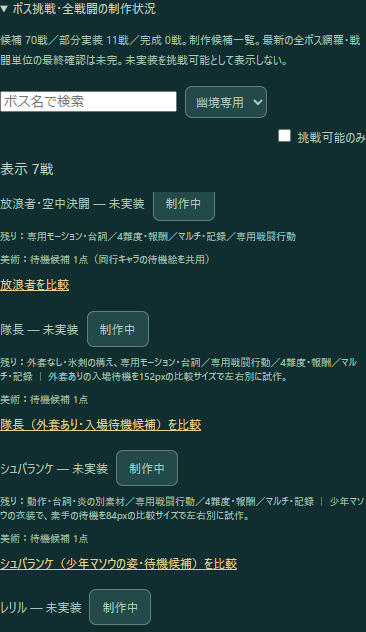 ▼ ボス挑戦・全戦闘の制作状況
候補 70戦／部分実装 11戦／完成 0戦。制作候補一覧。最新の全ボス網羅・戦
闘単位の最終確認は未完。未実装を挑戦可能として表示しない。
ボス名で検索 幽境専用
挑戦可能のみ
表示 7戦
放浪者・空中決闘 — 未実装 制作中
残り：専用モーション・台詞／4難度・報酬／マルチ・記録／専用戦闘行動
美術：待機候補 1点（同行キャラの待機絵を共用）
放浪者を比較
隊長 — 未実装 制作中
残り：外套なし・氷剣の構え、専用モーション・台詞／専用戦闘行動／4難度・報酬／マル
チ・記録 ｜ 外套ありの入場待機を152pxの比較サイズで左右別に試作。
美術：待機候補 1点
隊長（外套あり・入場待機候補）を比較
シュバランケ — 未実装 制作中
残り：動作・台詞・炎の別素材／専用戦闘行動／4難度・報酬／マルチ・記録 ｜ 少年マソ
ウの衣装で、素手の待機を84pxの比較サイズで左右別に試作。
美術：待機候補 1点
シュバランケ（少年マソウの姿・待機候補）を比較
レリル — 未実装 制作中